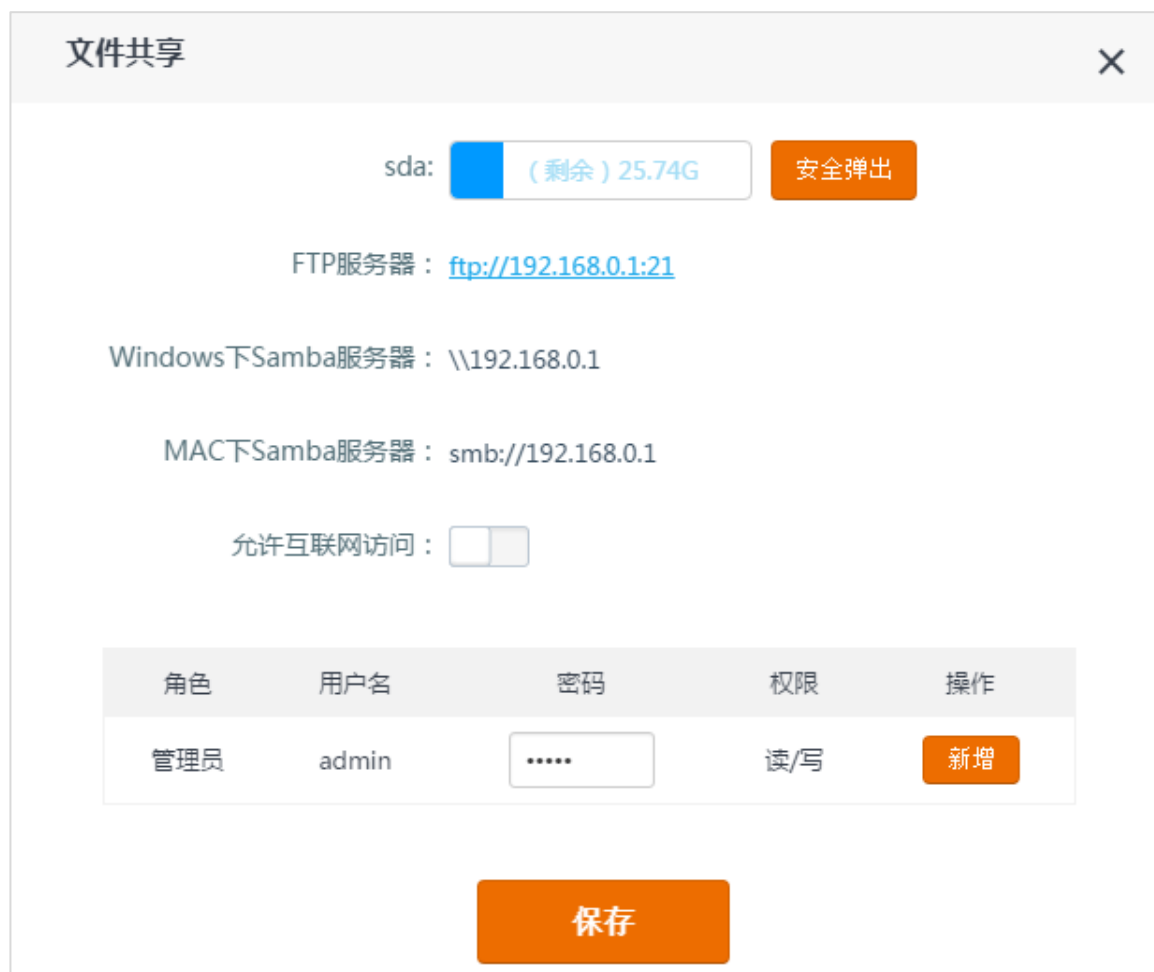 文件共享
sda: （剩余）25.74G 安全弹出
FTP服务器： ftp://192.168.0.1:21
Windows下Samba服务器： \\192.168.0.1
MAC下Samba服务器： smb://192.168.0.1
允许互联网访问：
角色 用户名 密码 权限 操作
管理员 admin ••••• 读/写 新增
保存